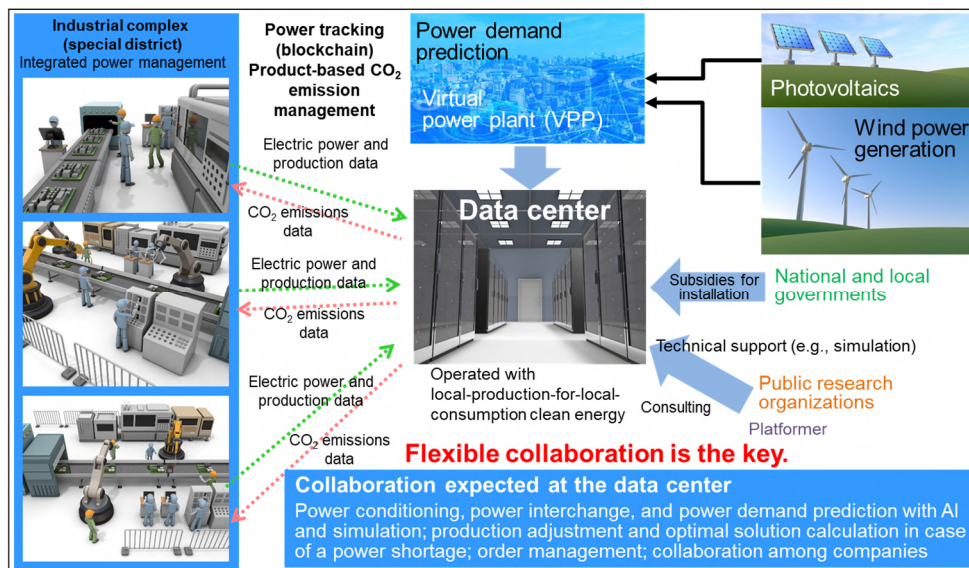 Industrial complex
(special district)
Integrated power management
Power tracking
(blockchain)
Product-based CO₂
emission
management
Electric power and
production data
CO₂ emissions
data
Electric power and
production data
CO₂ emissions
data
Electric power and
production data
CO₂ emissions
data
Power demand
prediction
Virtual
power plant (VPP)
Data center
Operated with
local-production-for-local-
consumption clean energy
Photovoltaics
Wind power
generation
Subsidies for
installation
National and local
governments
Technical support (e.g., simulation)
Consulting
Public research
organizations
Platformer
Flexible collaboration is the key.
Collaboration expected at the data center
Power conditioning, power interchange, and power demand prediction with AI
and simulation; production adjustment and optimal solution calculation in case
of a power shortage; order management; collaboration among companies